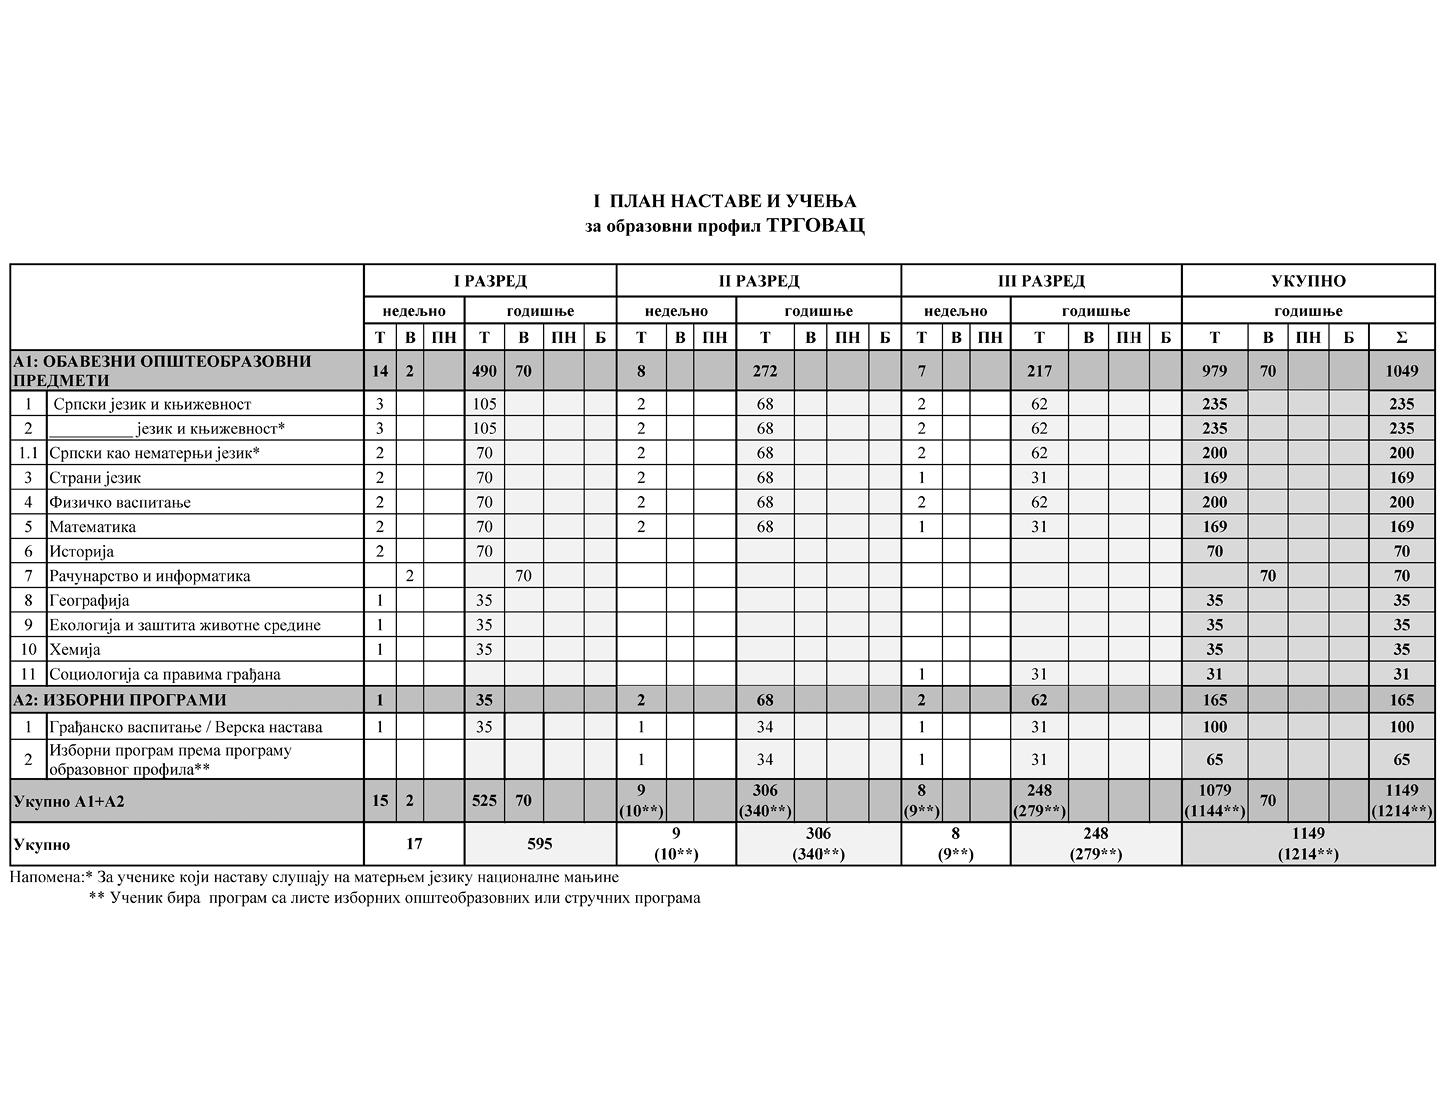 I ПЛАН НАСТАВЕ И УЧЕЊА
за образовни профил ТРГОВАЦ
I РАЗРЕД II РАЗРЕД III РАЗРЕД УКУПНО
недељно годишње недељно годишње недељно годишње годишње
Т В ПН Т В ПН Б Т В ПН Т В ПН Б Т В ПН Т В ПН Б Т В ПН Б Σ
А1: ОБАВЕЗНИ ОПШТЕОБРАЗОВНИ
ПРЕДМЕТИ 14 2 490 70 8 272 7 217 979 70 1049
1 Српски језик и књижевност 3 105 2 68 2 62 235 235
2 __________ језик и књижевност* 3 105 2 68 2 62 235 235
1.1 Српски као нематерњи језик* 2 70 2 68 2 62 200 200
3 Страни језик 2 70 2 68 1 31 169 169
4 Физичко васпитање 2 70 2 68 2 62 200 200
5 Математика 2 70 2 68 1 31 169 169
6 Историја 2 70 70 70
7 Рачунарство и информатика 2 70 70 70
8 Географија 1 35 35 35
9 Екологија и заштита животне средине 1 35 35 35
10 Хемија 1 35 35 35
11 Социологија са правима грађана 1 31 31 31
А2: ИЗБОРНИ ПРОГРАМИ 1 35 2 68 2 62 165 165
1 Грађанско васпитање / Верска настава 1 35 1 34 1 31 100 100
2 Изборни програм према програму
образовног профила** 1 34 1 31 65 65
Укупно А1+А2 15 2 525 70 9 306 8 248 1079 70 1149
(10**) (340**) (9**) (279**) (1144**) (1214**)
Укупно 17 595 9 306 8 248 1149
(10**) (340**) (9**) (279**) (1214**)
Напомена:* За ученике који наставу слушају на матерњем језику националне мањине
** Ученик бира програм са листе изборних општеобразовних или стручних програма